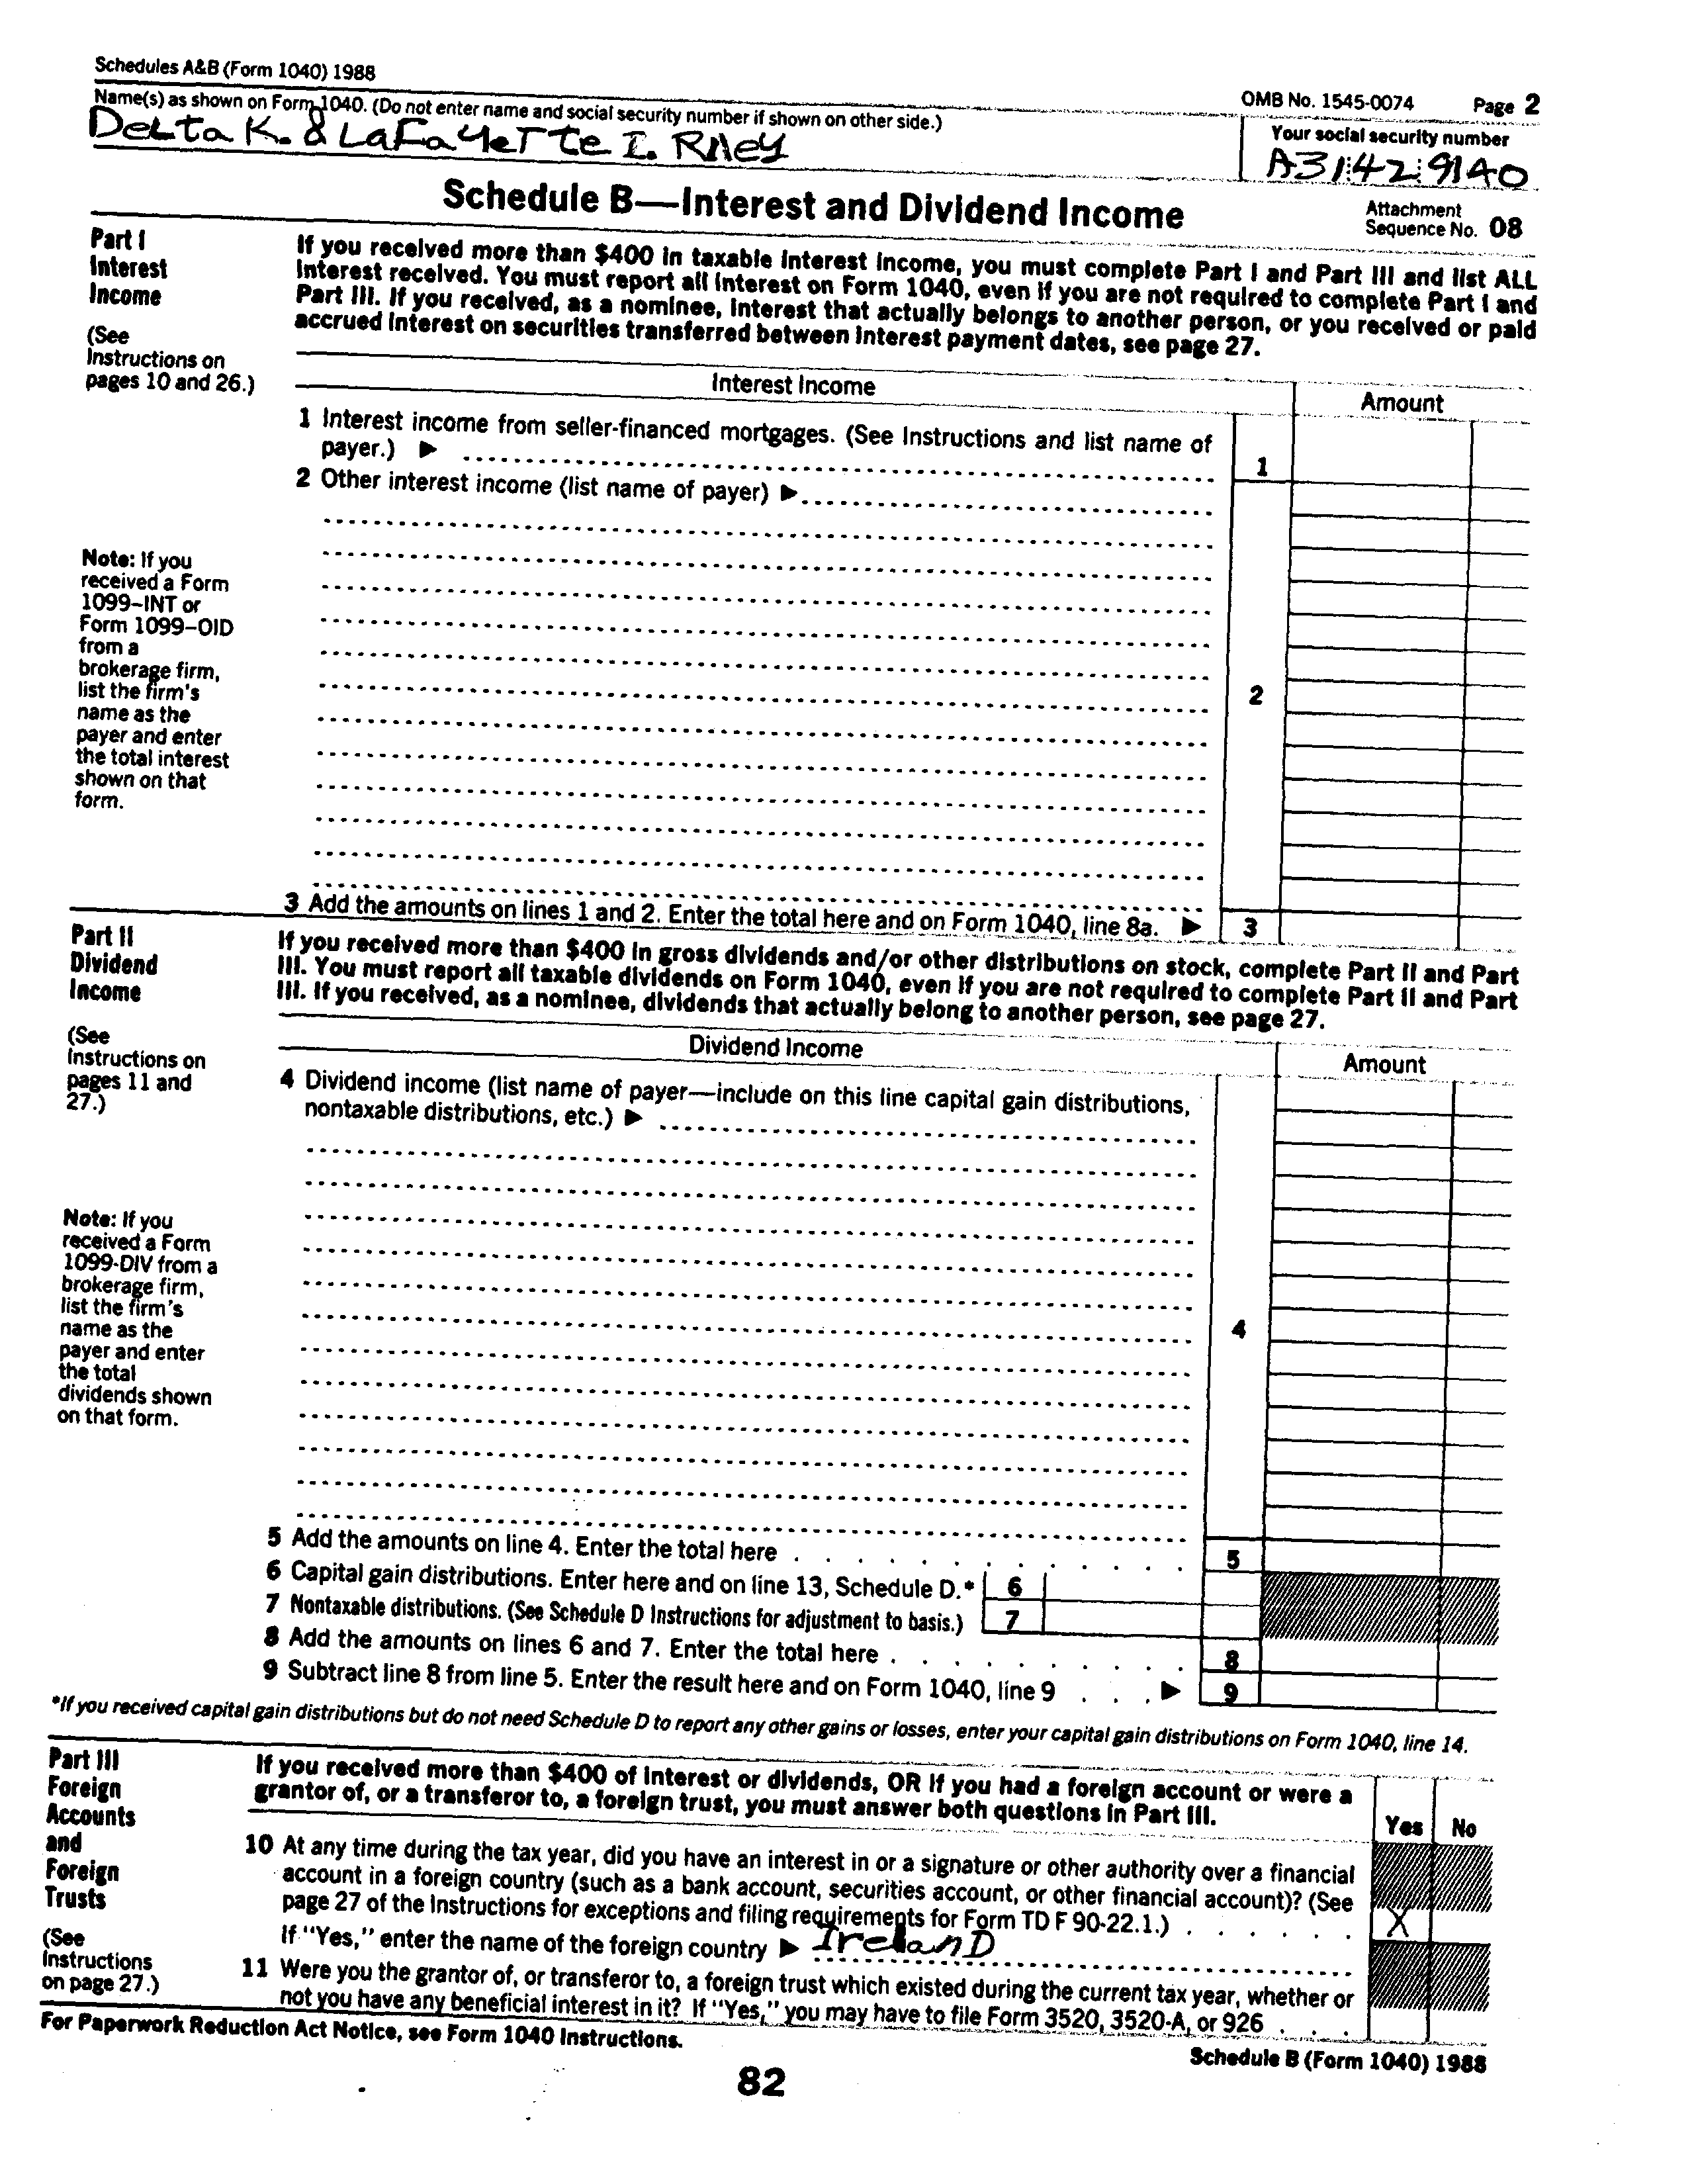 Schedules A&B (Form 1040) 1988
OMB No. 1545-0074 Page 2
Name(s) as shown on Form 1040. (Do not enter name and social security number if shown on other side.)
Your social security number
DeLta K. & LaFayeTTe I. RIley
A31429140
Schedule B—Interest and Dividend Income
Attachment
Sequence No. 08
Part I
Interest
Income
(See
Instructions on
pages 10 and 26.)
If you received more than $400 in taxable interest income, you must complete Part I and Part III and list ALL
interest received. You must report all interest on Form 1040, even if you are not required to complete Part I and
Part III. If you received, as a nominee, interest that actually belongs to another person, or you received or paid
accrued interest on securities transferred between interest payment dates, see page 27.
Interest Income
Amount
1 Interest income from seller-financed mortgages. (See Instructions and list name of
payer.) ▶
1
2 Other interest income (list name of payer) ▶
Note: If you
received a Form
1099–INT or
Form 1099–OID
from a
brokerage firm,
list the firm's
name as the
payer and enter
the total interest
shown on that
form.
2
3 Add the amounts on lines 1 and 2. Enter the total here and on Form 1040, line 8a. ▶ 3
Part II
Dividend
Income
(See
Instructions on
pages 11 and
27.)
If you received more than $400 in gross dividends and/or other distributions on stock, complete Part II and Part
III. You must report all taxable dividends on Form 1040, even if you are not required to complete Part II and Part
III. If you received, as a nominee, dividends that actually belong to another person, see page 27.
Dividend Income
Amount
4 Dividend income (list name of payer—include on this line capital gain distributions,
nontaxable distributions, etc.) ▶
Note: If you
received a Form
1099-DIV from a
brokerage firm,
list the firm's
name as the
payer and enter
the total
dividends shown
on that form.
4
5 Add the amounts on line 4. Enter the total here . . . . . . . . . . . 5
6 Capital gain distributions. Enter here and on line 13, Schedule D.* 6
7 Nontaxable distributions. (See Schedule D Instructions for adjustment to basis.) 7
8 Add the amounts on lines 6 and 7. Enter the total here . . . . . . . . . . 8
9 Subtract line 8 from line 5. Enter the result here and on Form 1040, line 9 . . . ▶ 9
*If you received capital gain distributions but do not need Schedule D to report any other gains or losses, enter your capital gain distributions on Form 1040, line 14.
Part III
Foreign
Accounts
and
Foreign
Trusts
(See
Instructions
on page 27.)
If you received more than $400 of interest or dividends, OR if you had a foreign account or were a
grantor of, or a transferor to, a foreign trust, you must answer both questions in Part III.
Yes No
10 At any time during the tax year, did you have an interest in or a signature or other authority over a financial
account in a foreign country (such as a bank account, securities account, or other financial account)? (See
page 27 of the Instructions for exceptions and filing requirements for Form TD F 90-22.1.) . . . . . . X
If "Yes," enter the name of the foreign country ▶ IrelanD
11 Were you the grantor of, or transferor to, a foreign trust which existed during the current tax year, whether or
not you have any beneficial interest in it? If "Yes," you may have to file Form 3520, 3520-A, or 926 . . .
For Paperwork Reduction Act Notice, see Form 1040 Instructions.
Schedule B (Form 1040) 1988
82